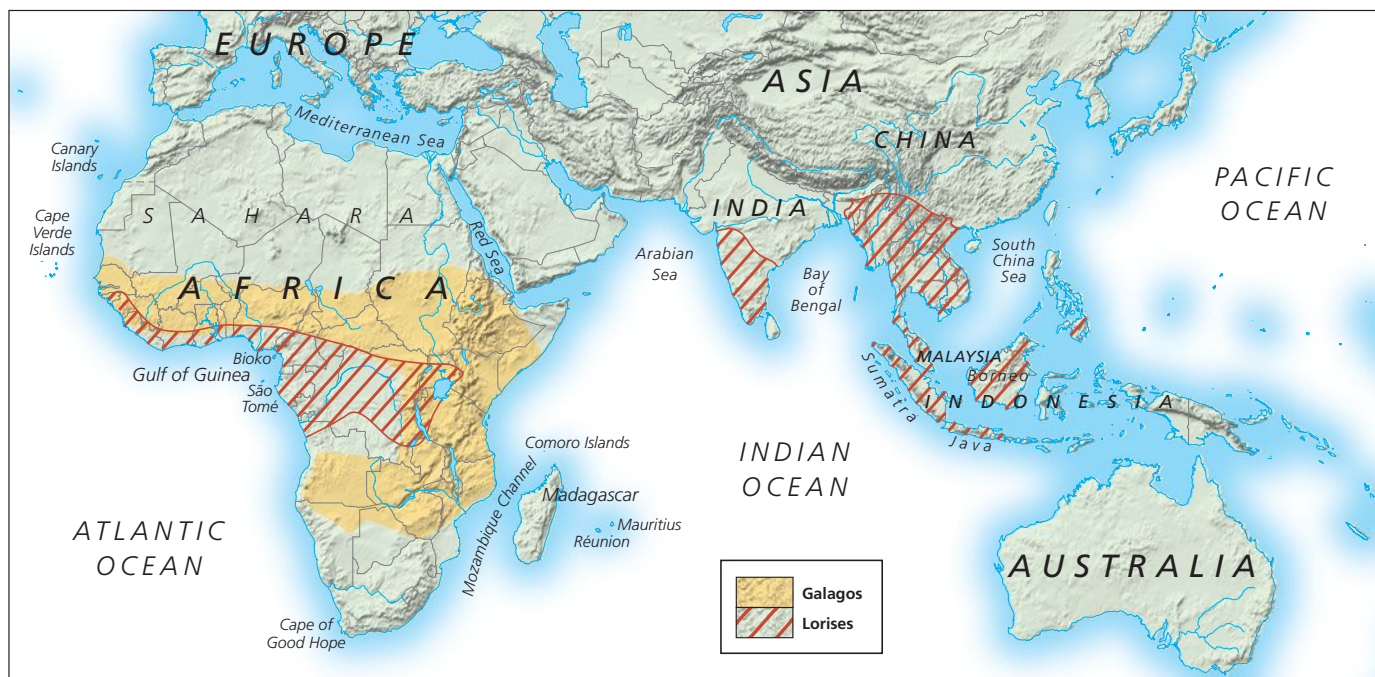 EUROPE
ASIA
Mediterranean Sea
CHINA
Canary
Islands
PACIFIC
OCEAN
SAHARA
INDIA
Cape
Verde
Islands
Red Sea
Arabian
Sea
Bay
of
Bengal
South
China
Sea
AFRICA
Bioko
Gulf of Guinea
São
Tomé
MALAYSIA
Borneo
Sumatra
INDONESIA
Java
Comoro Islands
INDIAN
OCEAN
Mozambique Channel
Madagascar
Mauritius
Réunion
ATLANTIC
OCEAN
AUSTRALIA
Galagos
Lorises
Cape of
Good Hope